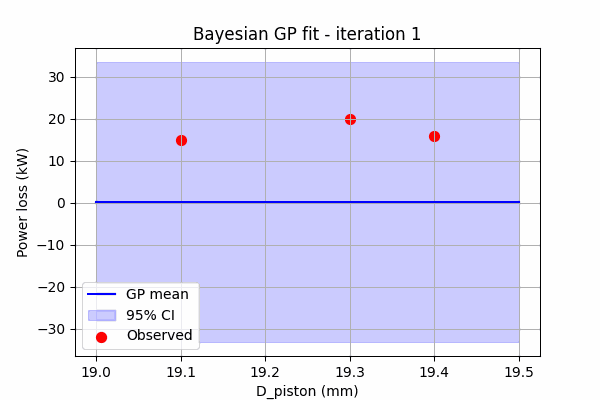 Bayesian GP fit - iteration 1
Power loss (kW)
30
20
10
0
−10
−20
−30
GP mean
95% CI
Observed
19.0 19.1 19.2 19.3 19.4 19.5
D_piston (mm)